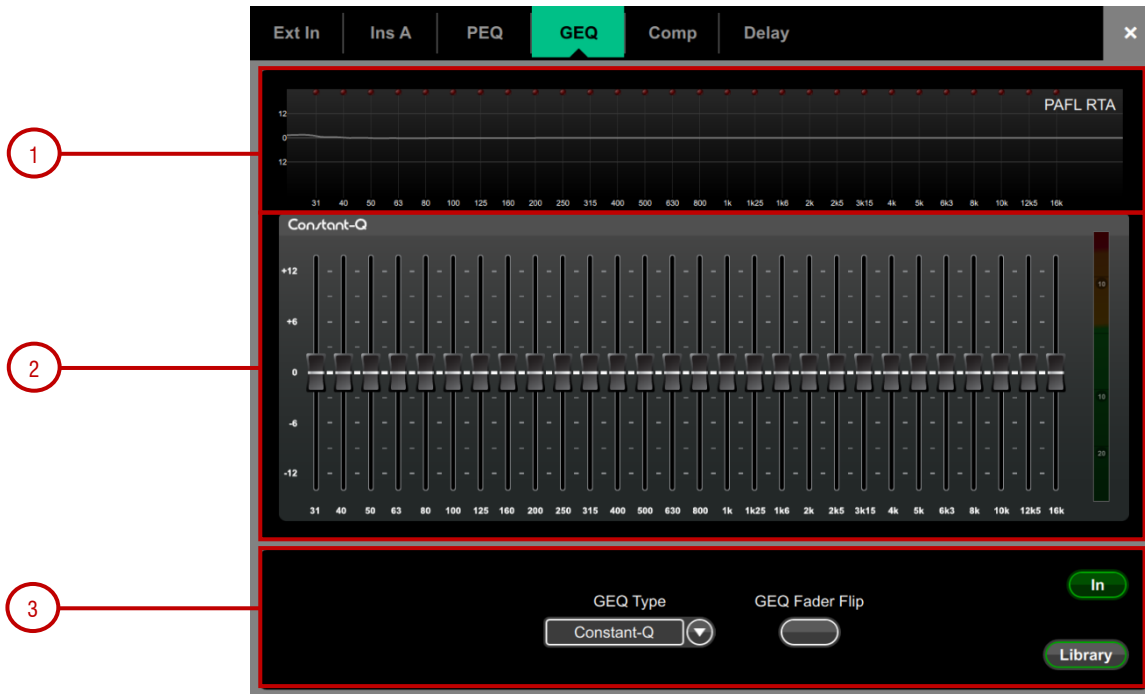 Ext In Ins A PEQ GEQ Comp Delay ×
PAFL RTA
12
0
12
31 40 50 63 80 100 125 160 200 250 315 400 500 630 800 1k 1k25 1k6 2k 2k5 3k15 4k 5k 6k3 8k 10k 12k5 16k
1
Constant-Q
+12
10
+6
0
2
10
-6
20
-12
31 40 50 63 80 100 125 160 200 250 315 400 500 630 800 1k 1k25 1k6 2k 2k5 3k15 4k 5k 6k3 8k 10k 12k5 16k
In
3
GEQ Type GEQ Fader Flip
Constant-Q
Library